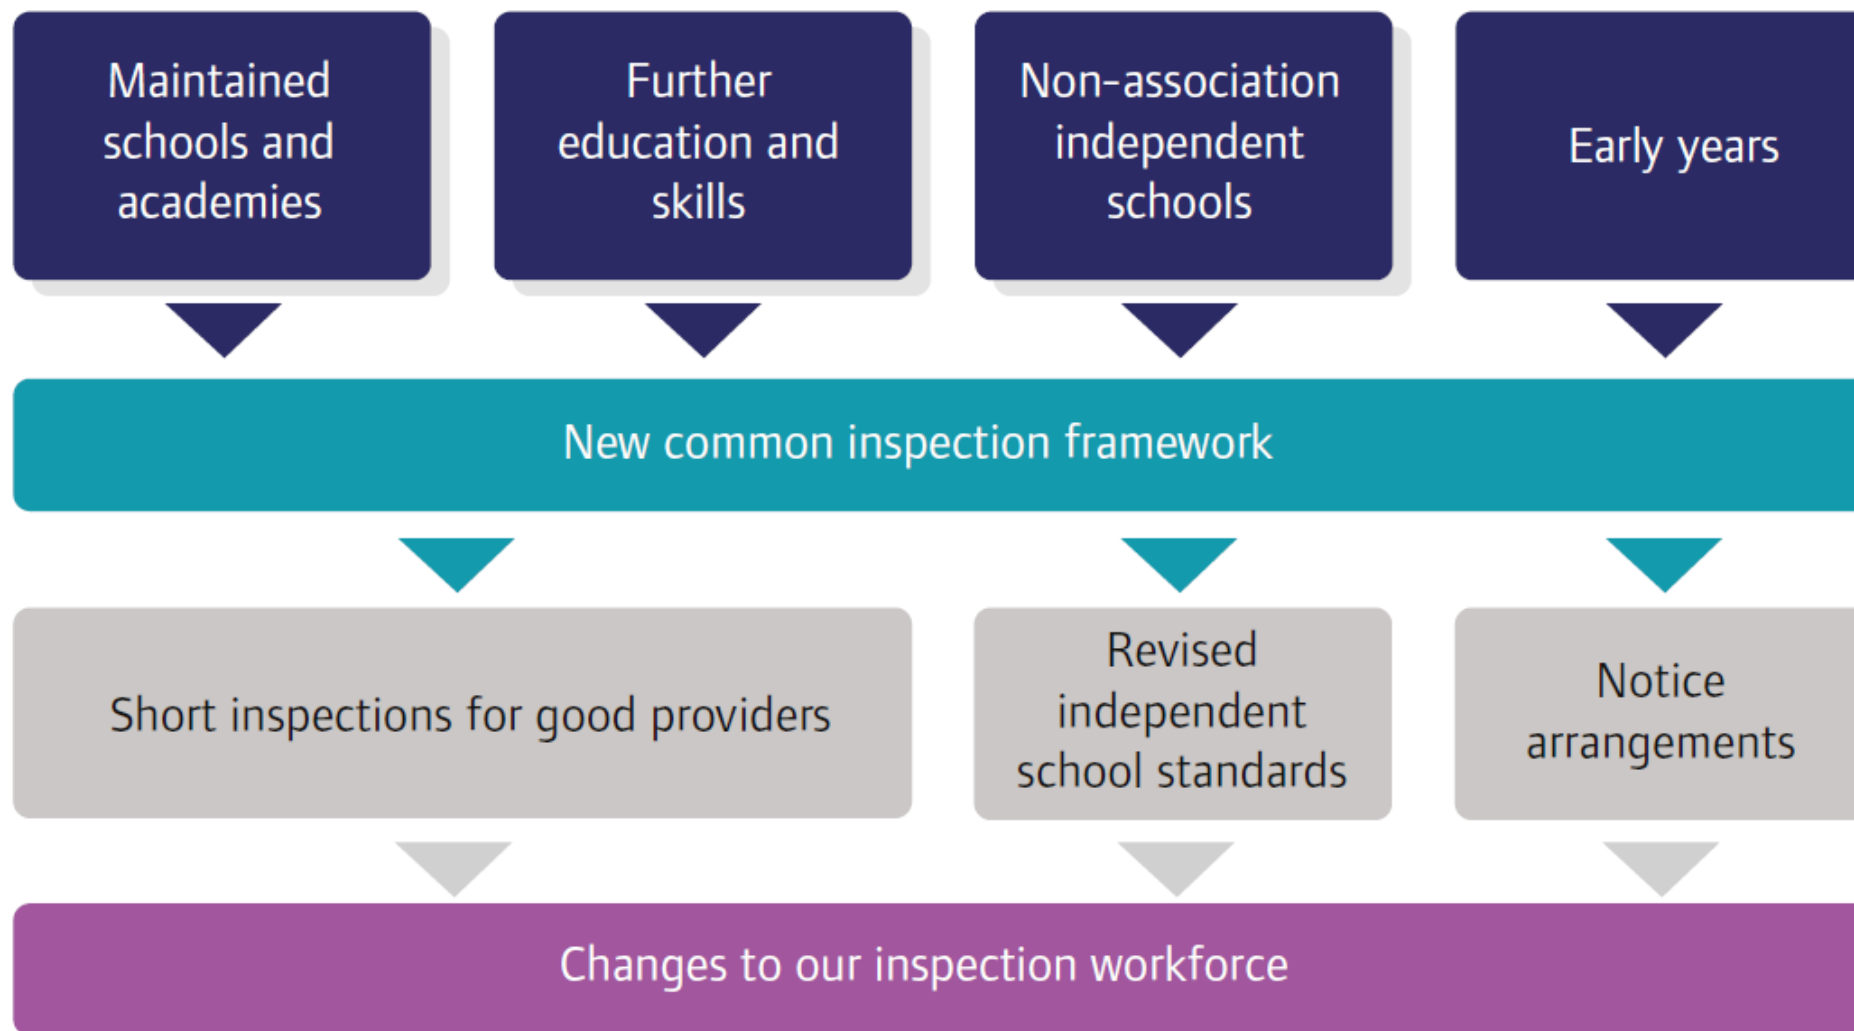 Maintained
schools and
academies
Further
education and
skills
Non-association
independent
schools
Early years
New common inspection framework
Short inspections for good providers
Revised
independent
school standards
Notice
arrangements
Changes to our inspection workforce